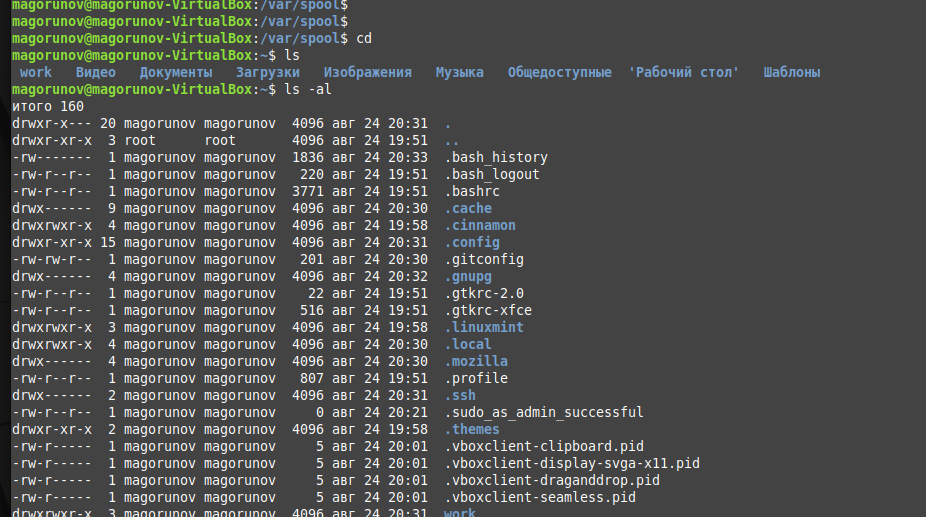 magorunov@magorunov-VirtualBox:/var/spool$
magorunov@magorunov-VirtualBox:/var/spool$
magorunov@magorunov-VirtualBox:/var/spool$ cd
magorunov@magorunov-VirtualBox:~$ ls
work Видео Документы Загрузки Изображения Музыка Общедоступные 'Рабочий стол' Шаблоны
magorunov@magorunov-VirtualBox:~$ ls -al
итого 160
drwxr-x--- 20 magorunov magorunov 4096 авг 24 20:31 .
drwxr-xr-x 3 root root 4096 авг 24 19:51 ..
-rw------- 1 magorunov magorunov 1836 авг 24 20:33 .bash_history
-rw-r--r-- 1 magorunov magorunov 220 авг 24 19:51 .bash_logout
-rw-r--r-- 1 magorunov magorunov 3771 авг 24 19:51 .bashrc
drwx------ 9 magorunov magorunov 4096 авг 24 20:30 .cache
drwxrwxr-x 4 magorunov magorunov 4096 авг 24 19:58 .cinnamon
drwxr-xr-x 15 magorunov magorunov 4096 авг 24 20:31 .config
-rw-rw-r-- 1 magorunov magorunov 201 авг 24 20:30 .gitconfig
drwx------ 4 magorunov magorunov 4096 авг 24 20:32 .gnupg
-rw-r--r-- 1 magorunov magorunov 22 авг 24 19:51 .gtkrc-2.0
-rw-r--r-- 1 magorunov magorunov 516 авг 24 19:51 .gtkrc-xfce
drwxrwxr-x 3 magorunov magorunov 4096 авг 24 19:58 .linuxmint
drwxrwxr-x 4 magorunov magorunov 4096 авг 24 20:30 .local
drwx------ 4 magorunov magorunov 4096 авг 24 20:30 .mozilla
-rw-r--r-- 1 magorunov magorunov 807 авг 24 19:51 .profile
drwx------ 2 magorunov magorunov 4096 авг 24 20:31 .ssh
-rw-r--r-- 1 magorunov magorunov 0 авг 24 20:21 .sudo_as_admin_successful
drwxr-xr-x 2 magorunov magorunov 4096 авг 24 19:58 .themes
-rw-r----- 1 magorunov magorunov 5 авг 24 20:01 .vboxclient-clipboard.pid
-rw-r----- 1 magorunov magorunov 5 авг 24 20:01 .vboxclient-display-svga-x11.pid
-rw-r----- 1 magorunov magorunov 5 авг 24 20:01 .vboxclient-draganddrop.pid
-rw-r----- 1 magorunov magorunov 5 авг 24 20:01 .vboxclient-seamless.pid
drwxrwxr-x 3 magorunov magorunov 4096 авг 24 20:31 work